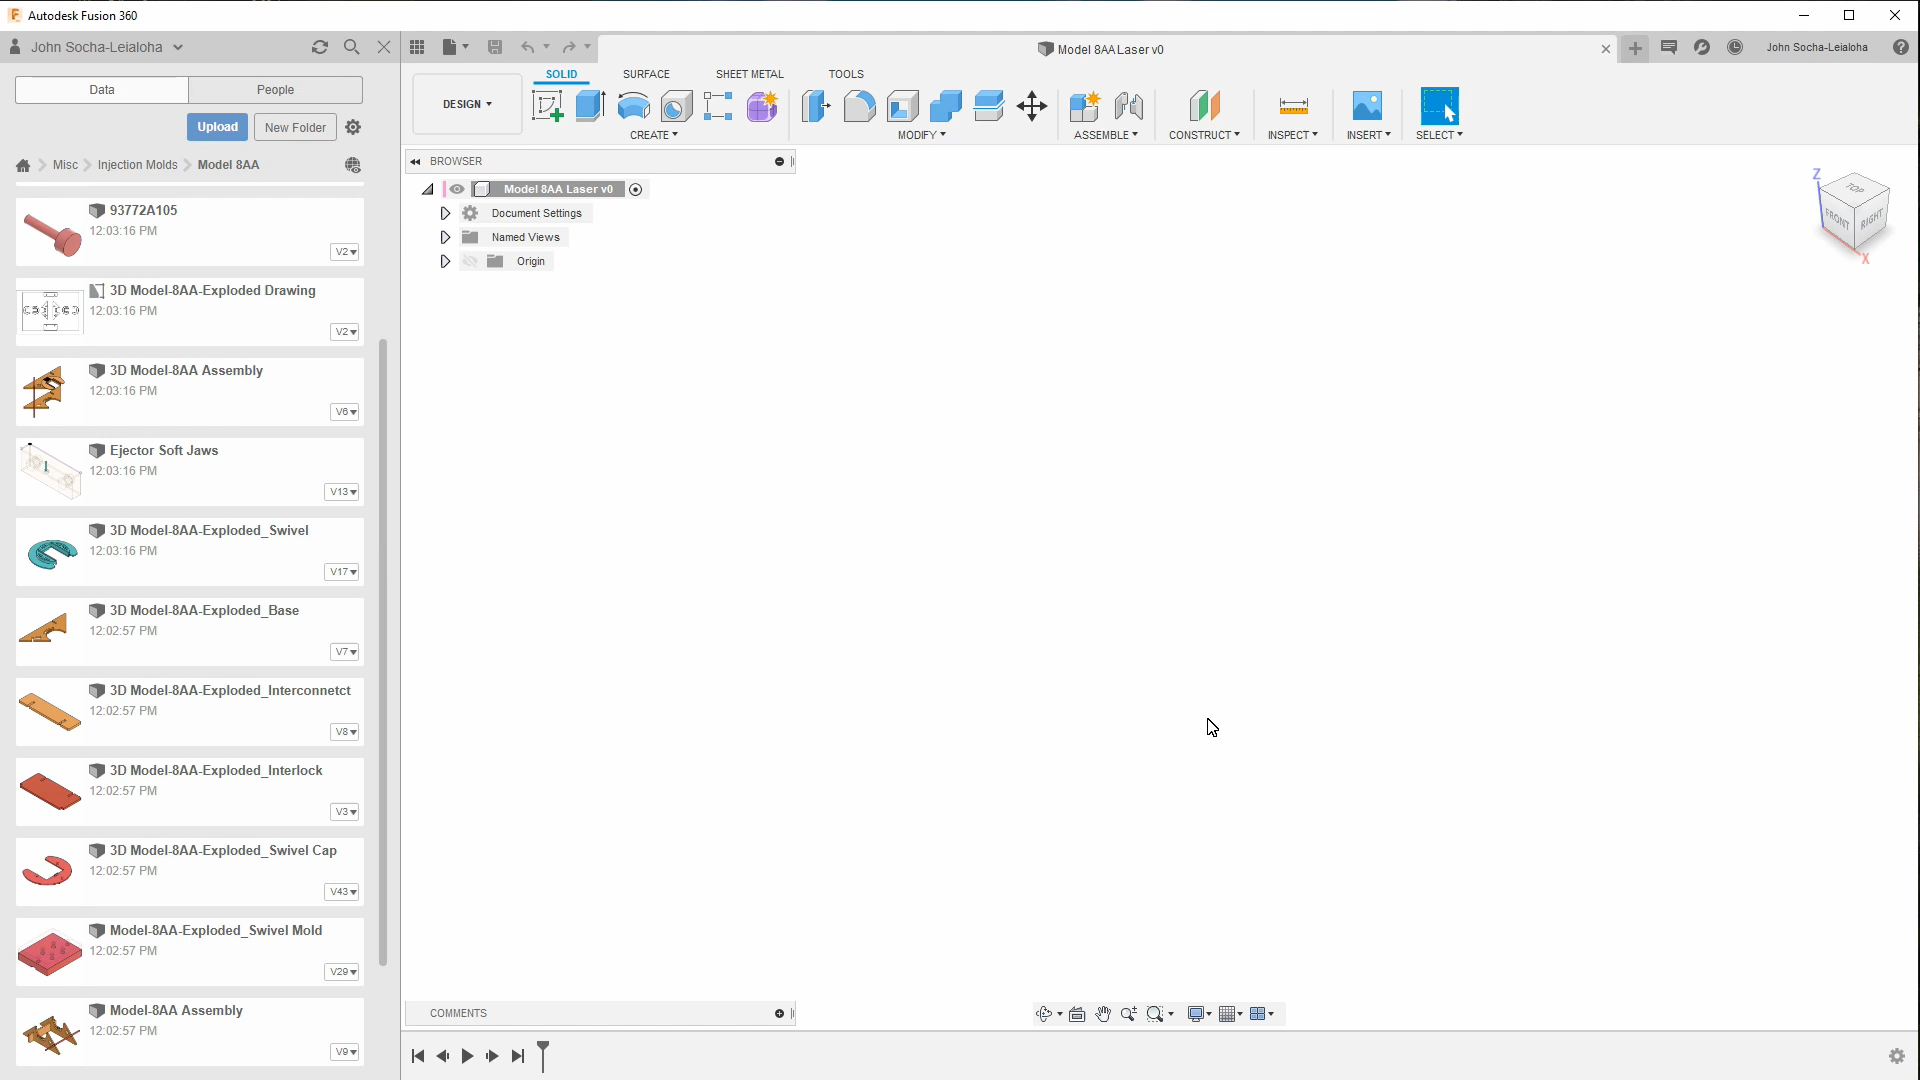 Autodesk Fusion 360
John Socha-Leialoha
Model 8AA Laser v0
John Socha-Leialoha
Data
People
Upload
New Folder
Misc
Injection Molds
Model 8AA
93772A105
12:03:16 PM
V2
3D Model-8AA-Exploded Drawing
12:03:16 PM
V2
3D Model-8AA Assembly
12:03:16 PM
V6
Ejector Soft Jaws
12:03:16 PM
V13
3D Model-8AA-Exploded_Swivel
12:03:16 PM
V17
3D Model-8AA-Exploded_Base
12:02:57 PM
V7
3D Model-8AA-Exploded_Interconnetct
12:02:57 PM
V8
3D Model-8AA-Exploded_Interlock
12:02:57 PM
V3
3D Model-8AA-Exploded_Swivel Cap
12:02:57 PM
V43
Model-8AA-Exploded_Swivel Mold
12:02:57 PM
V29
Model-8AA Assembly
12:02:57 PM
V9
DESIGN
SOLID
SURFACE
SHEET METAL
TOOLS
CREATE
MODIFY
ASSEMBLE
CONSTRUCT
INSPECT
INSERT
SELECT
BROWSER
Model 8AA Laser v0
Document Settings
Named Views
Origin
Z
TOP
FRONT
RIGHT
X
COMMENTS